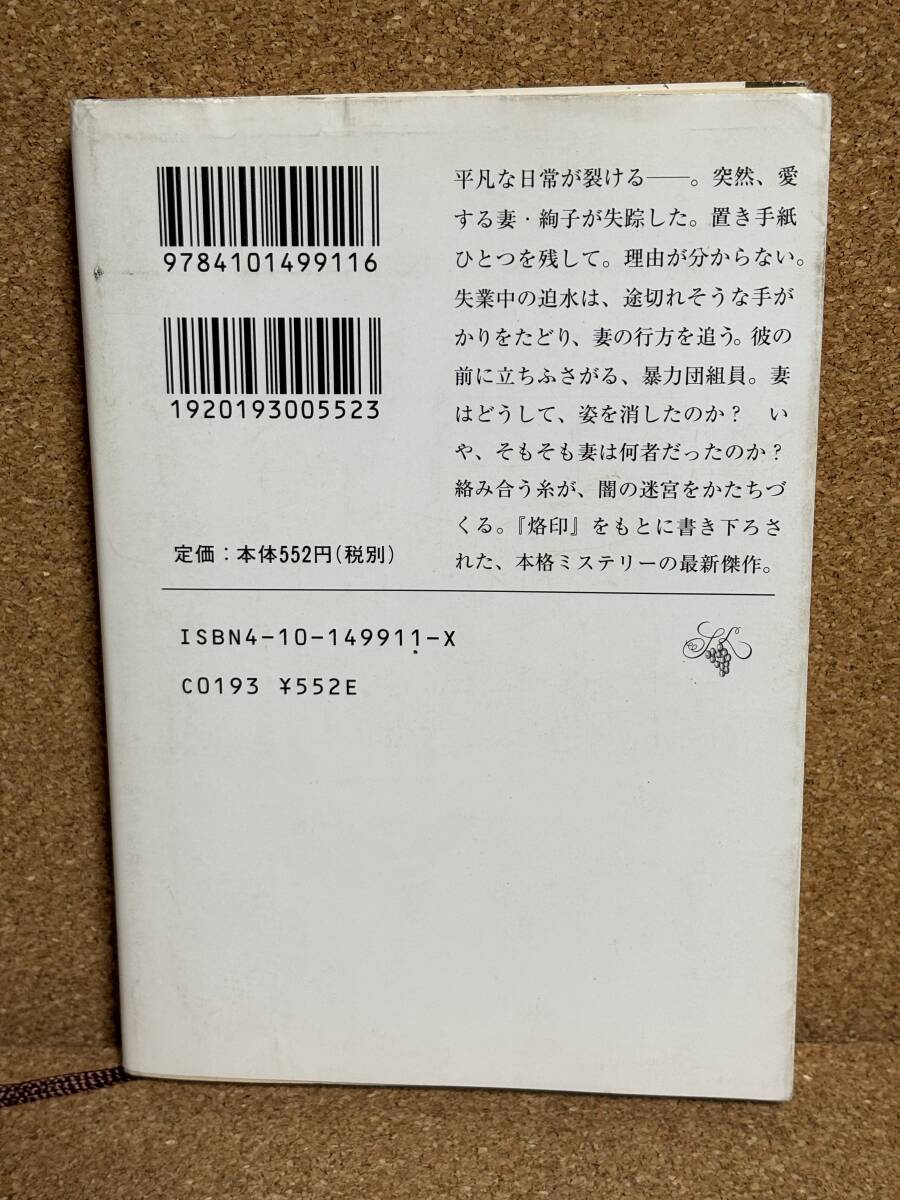 9784101499116
1920193005523
定価：本体552円(税別)
平凡な日常が裂ける――。突然、愛
する妻・絢子が失踪した。置き手紙
ひとつを残して。理由が分からない。
失業中の迫水は、途切れそうな手が
かりをたどり、妻の行方を追う。彼の
前に立ちふさがる、暴力団組員。妻
はどうして、姿を消したのか？　い
や、そもそも妻は何者だったのか？
絡み合う糸が、闇の迷宮をかたちづ
くる。『烙印』をもとに書き下ろさ
れた、本格ミステリーの最新傑作。
ISBN4-10-149911-X
C0193 ¥552E